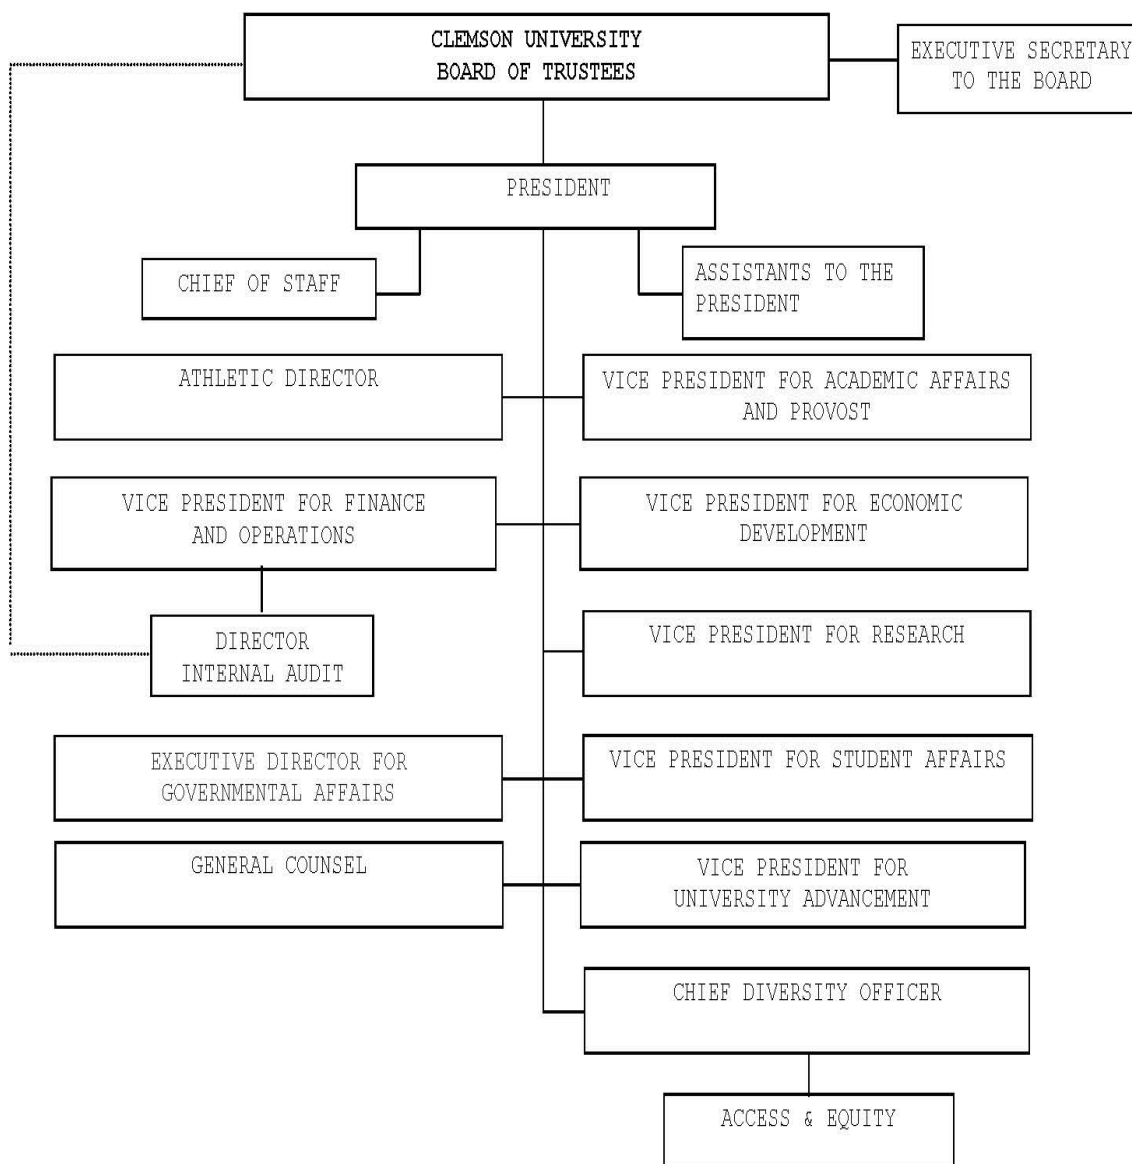 CLEMSON UNIVERSITY
BOARD OF TRUSTEES
EXECUTIVE SECRETARY
TO THE BOARD
PRESIDENT
CHIEF OF STAFF
ASSISTANTS TO THE
PRESIDENT
ATHLETIC DIRECTOR
VICE PRESIDENT FOR ACADEMIC AFFAIRS
AND PROVOST
VICE PRESIDENT FOR FINANCE
AND OPERATIONS
VICE PRESIDENT FOR ECONOMIC
DEVELOPMENT
DIRECTOR
INTERNAL AUDIT
VICE PRESIDENT FOR RESEARCH
EXECUTIVE DIRECTOR FOR
GOVERNMENTAL AFFAIRS
VICE PRESIDENT FOR STUDENT AFFAIRS
GENERAL COUNSEL
VICE PRESIDENT FOR
UNIVERSITY ADVANCEMENT
CHIEF DIVERSITY OFFICER
ACCESS & EQUITY